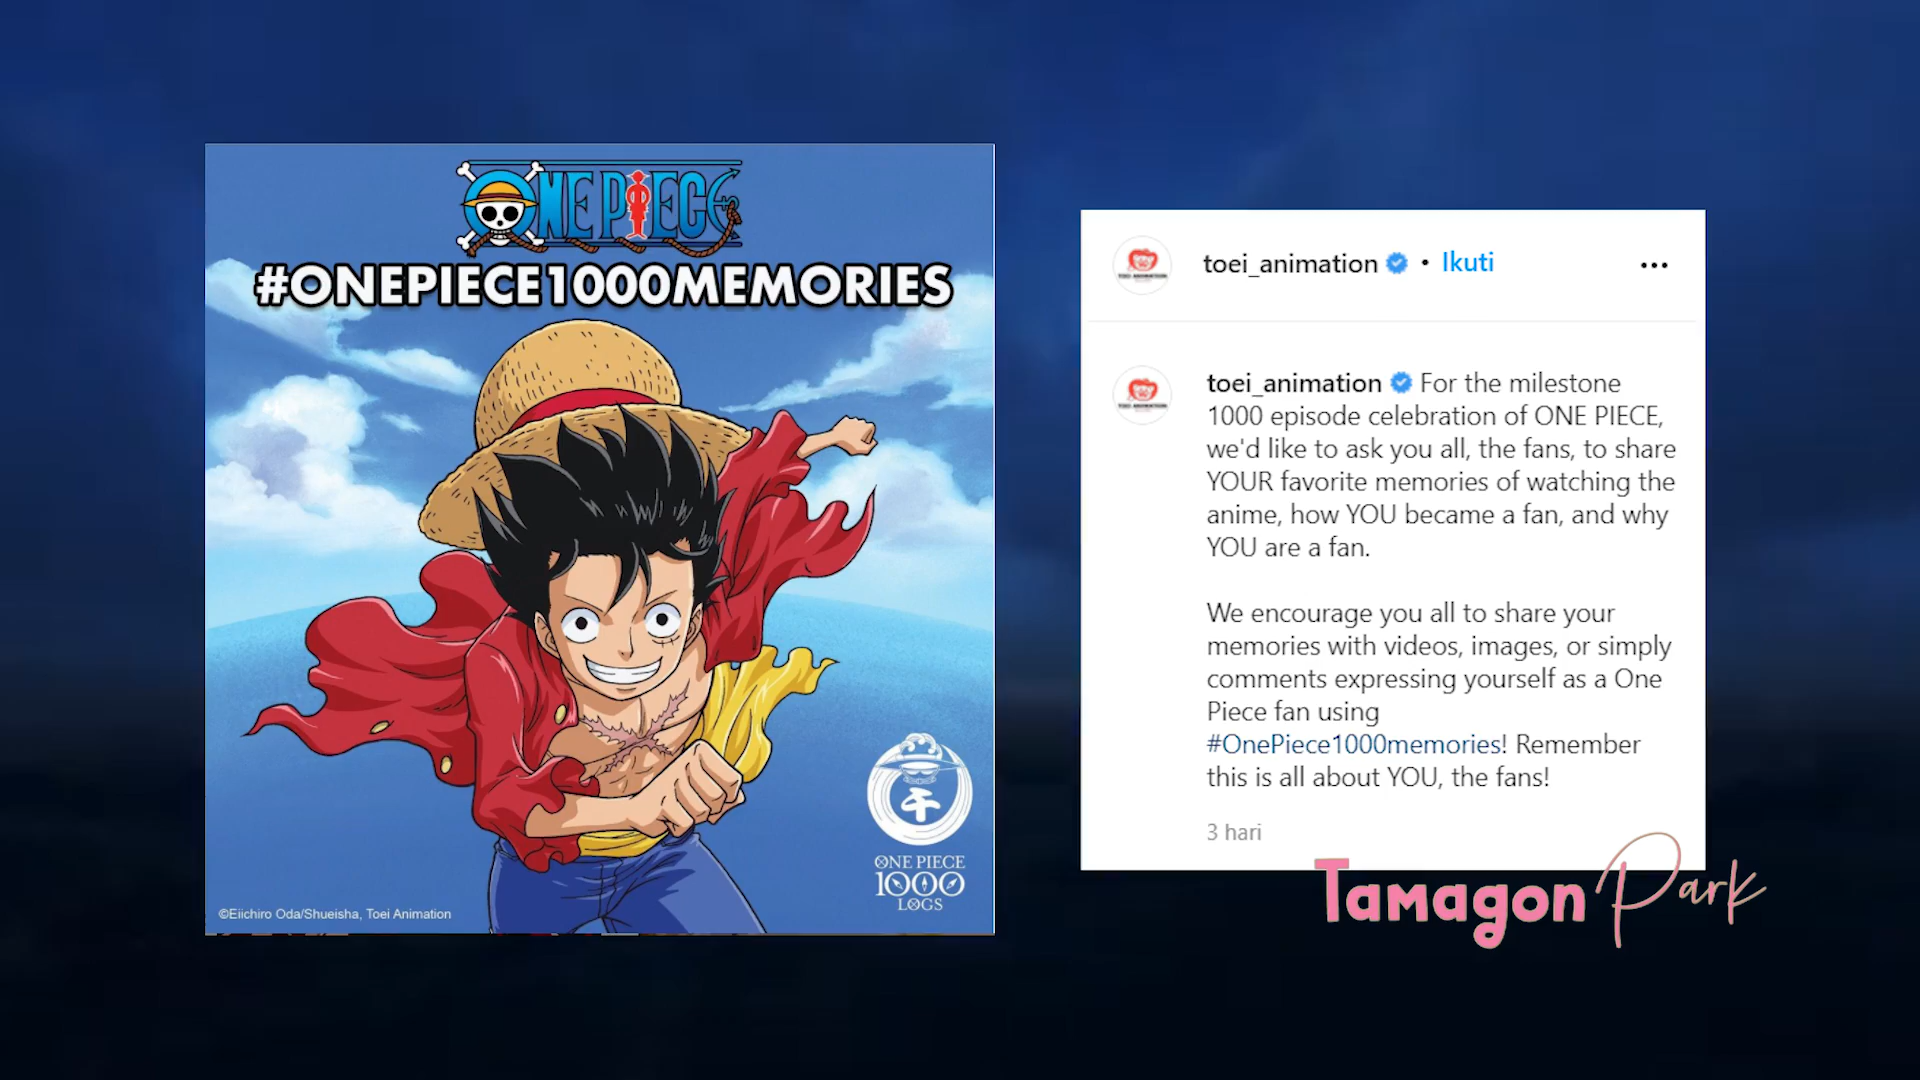 ONE PIECE
#ONEPIECE1000MEMORIES
千
ONE PIECE
1000
LOGS
©Eiichiro Oda/Shueisha, Toei Animation
toei_animation • Ikuti
toei_animation For the milestone
1000 episode celebration of ONE PIECE,
we'd like to ask you all, the fans, to share
YOUR favorite memories of watching the
anime, how YOU became a fan, and why
YOU are a fan.
We encourage you all to share your
memories with videos, images, or simply
comments expressing yourself as a One
Piece fan using
#OnePiece1000memories! Remember
this is all about YOU, the fans!
3 hari
Tamagon Park